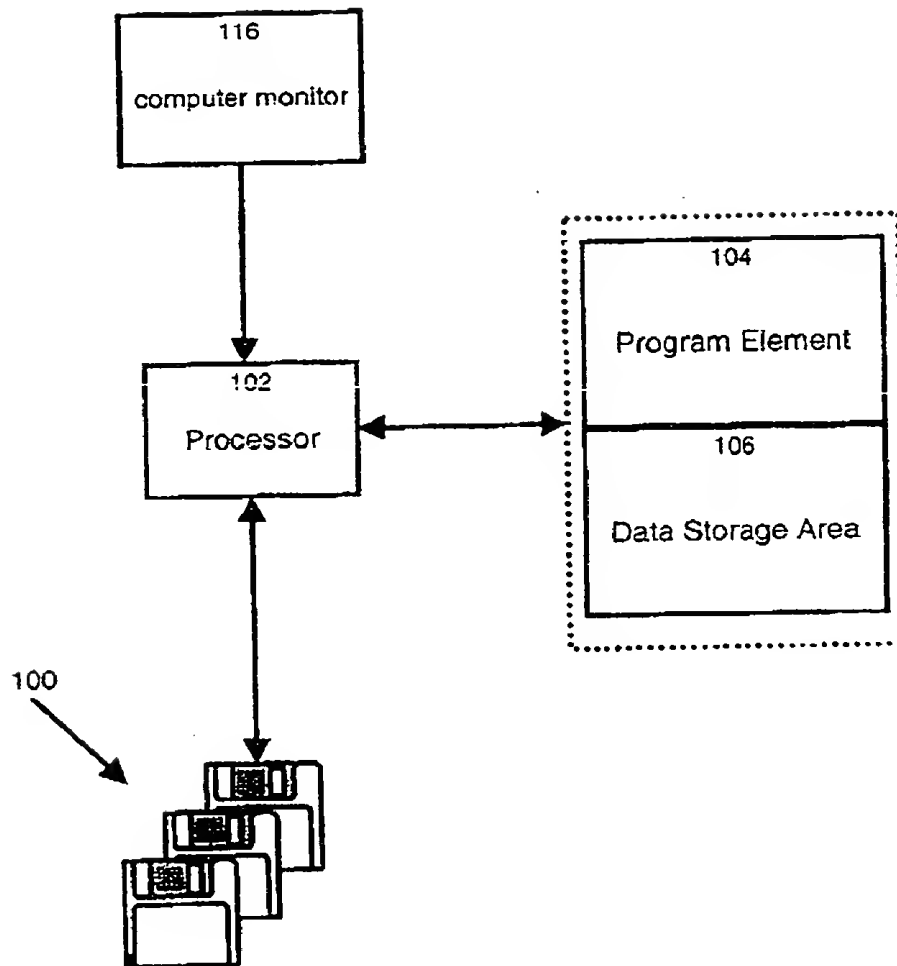 116
computer monitor
104
Program Element
102
Processor
106
Data Storage Area
100